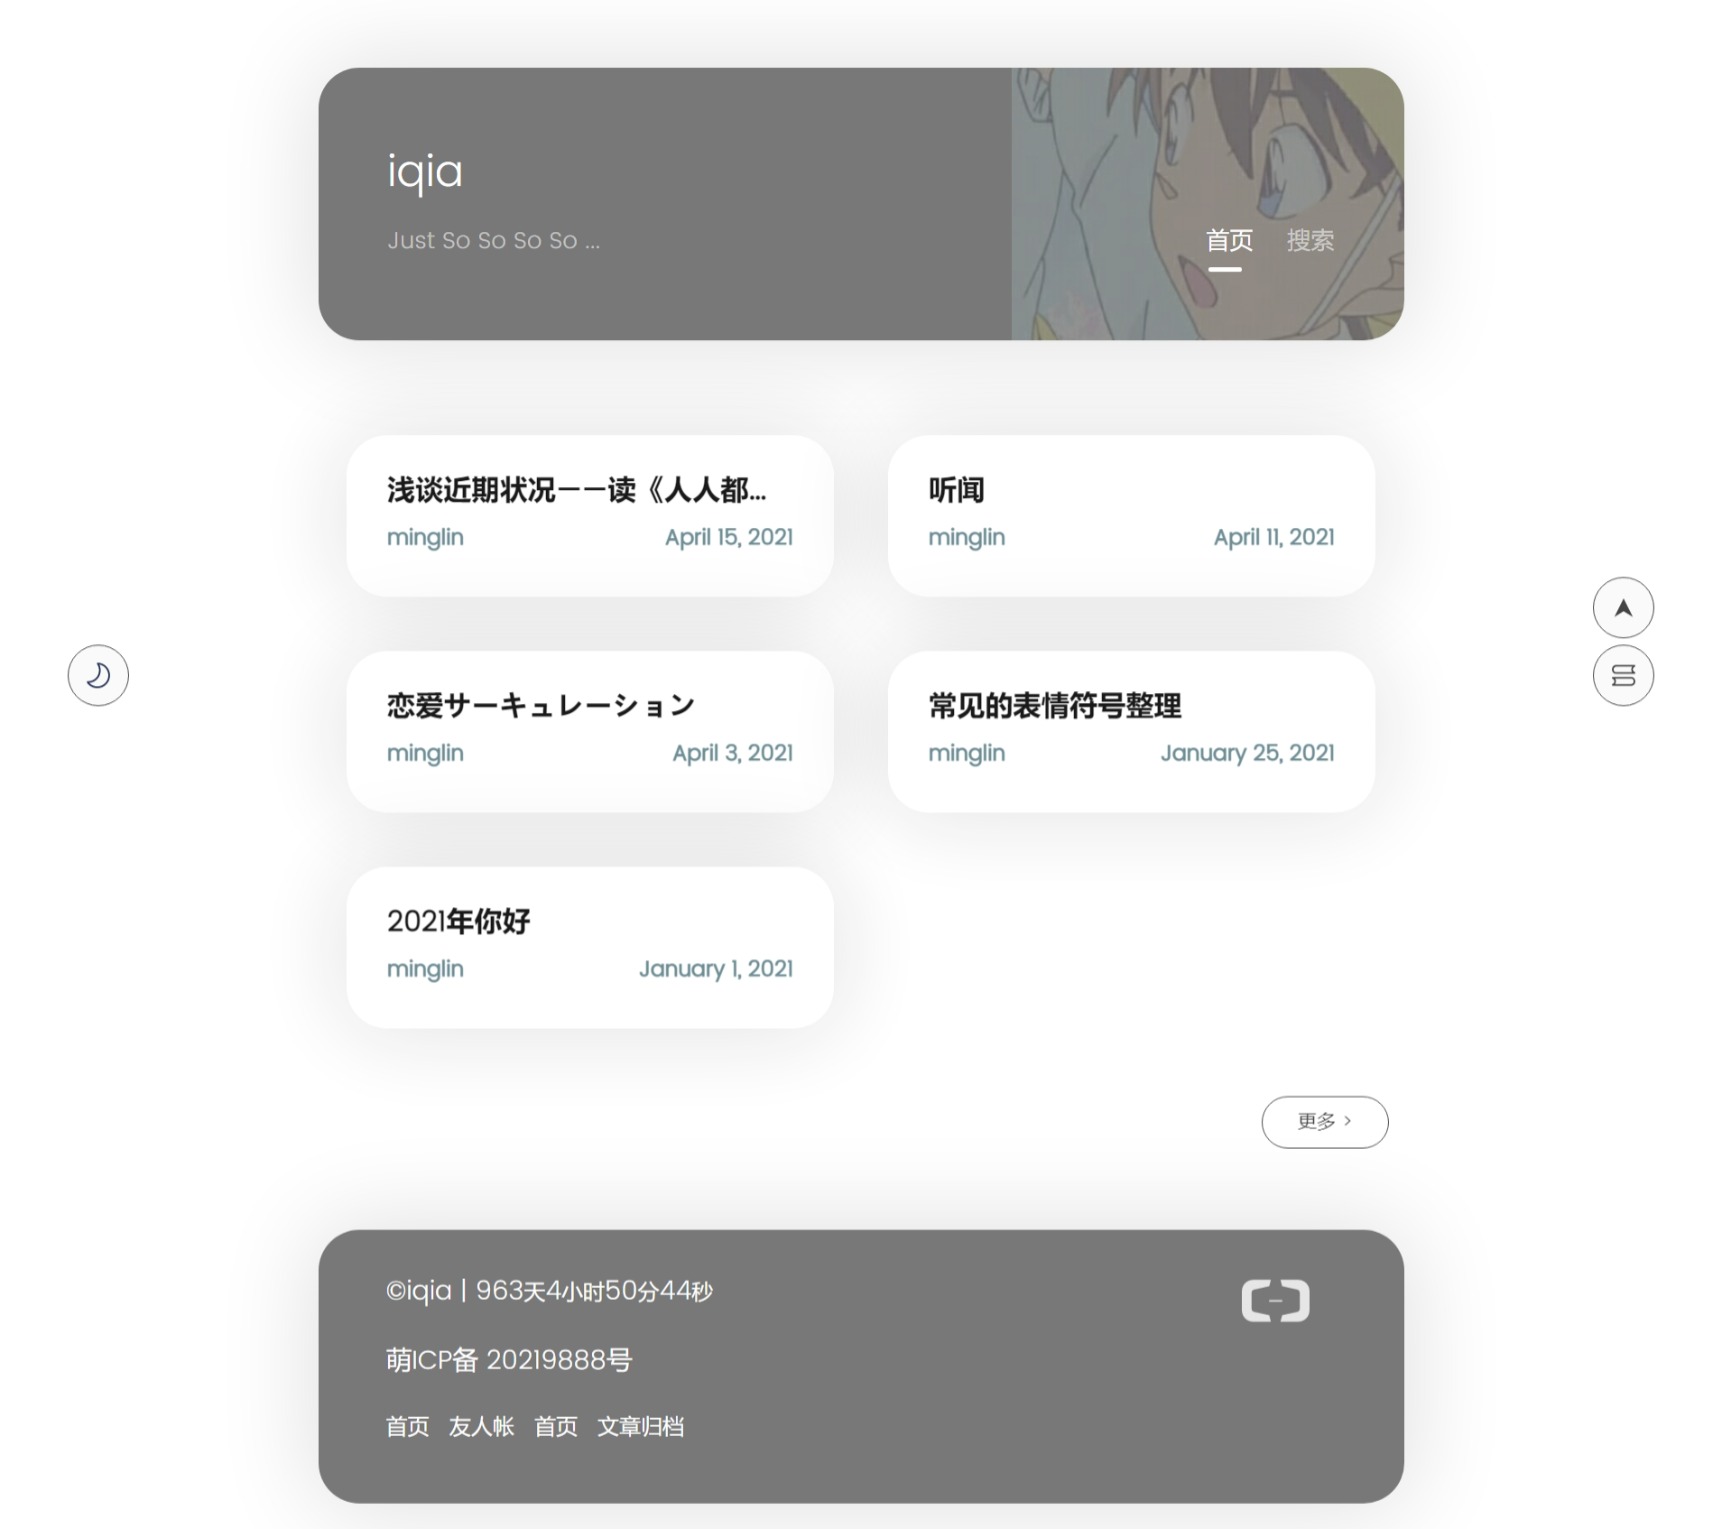 iqia
Just So So So So ...
首页 搜索
浅谈近期状况——读《人人都...
minglin April 15, 2021
听闻
minglin April 11, 2021
恋爱サーキュレーション
minglin April 3, 2021
常见的表情符号整理
minglin January 25, 2021
2021年你好
minglin January 1, 2021
更多 >
©iqia | 963天4小时50分44秒
萌ICP备 20219888号
首页 友人帐 首页 文章归档